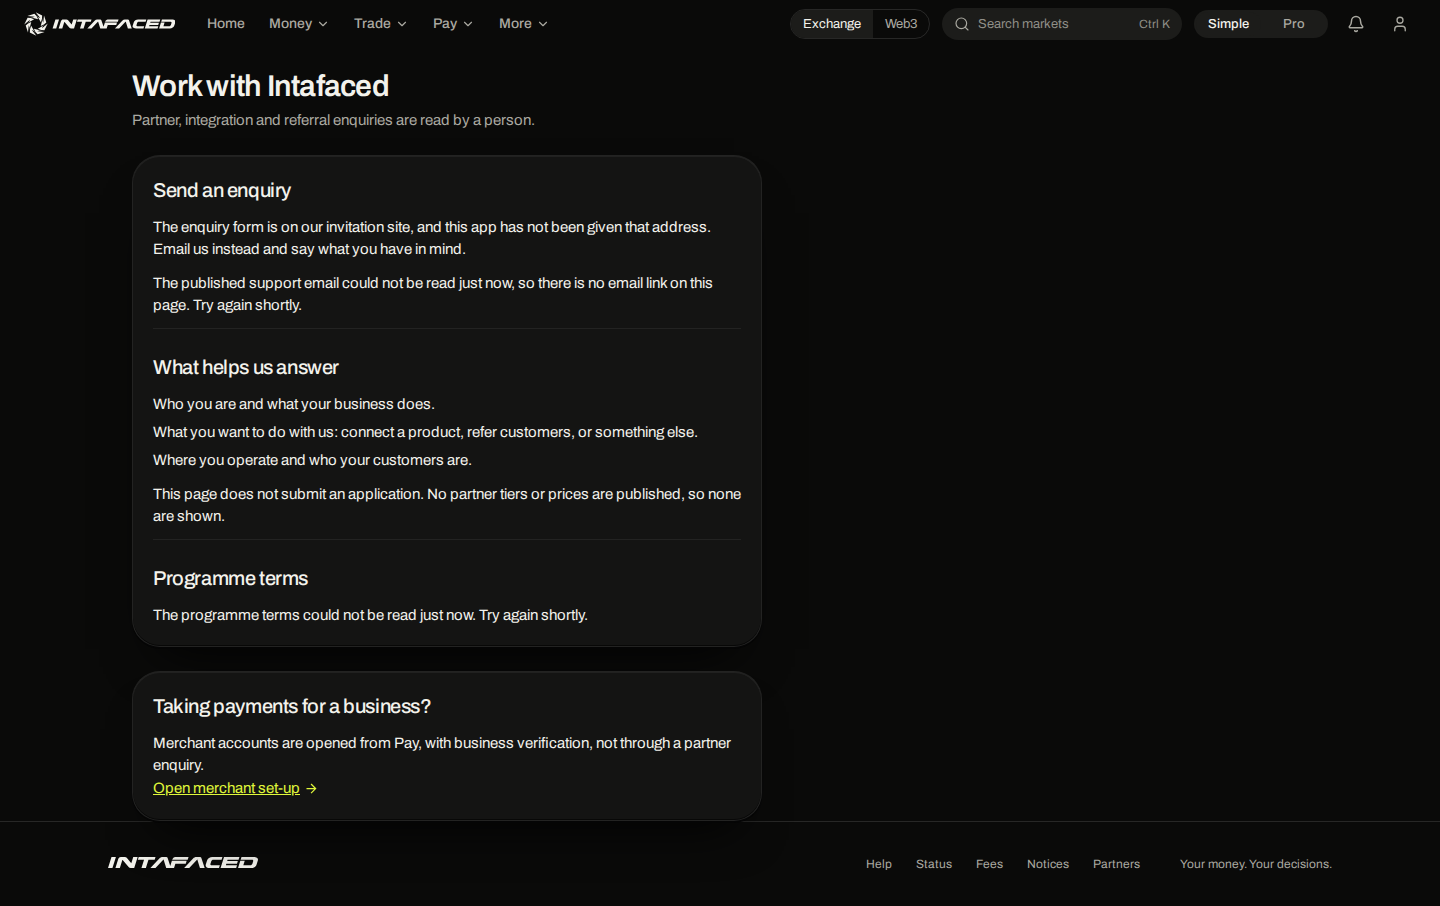 INTAFACED Home Money Trade Pay More Exchange Web3 Search markets Ctrl K Simple Pro
Work with Intafaced
Partner, integration and referral enquiries are read by a person.
Send an enquiry
The enquiry form is on our invitation site, and this app has not been given that address.
Email us instead and say what you have in mind.
The published support email could not be read just now, so there is no email link on this
page. Try again shortly.
What helps us answer
Who you are and what your business does.
What you want to do with us: connect a product, refer customers, or something else.
Where you operate and who your customers are.
This page does not submit an application. No partner tiers or prices are published, so none
are shown.
Programme terms
The programme terms could not be read just now. Try again shortly.
Taking payments for a business?
Merchant accounts are opened from Pay, with business verification, not through a partner
enquiry.
Open merchant set-up →
INTAFACED Help Status Fees Notices Partners Your money. Your decisions.